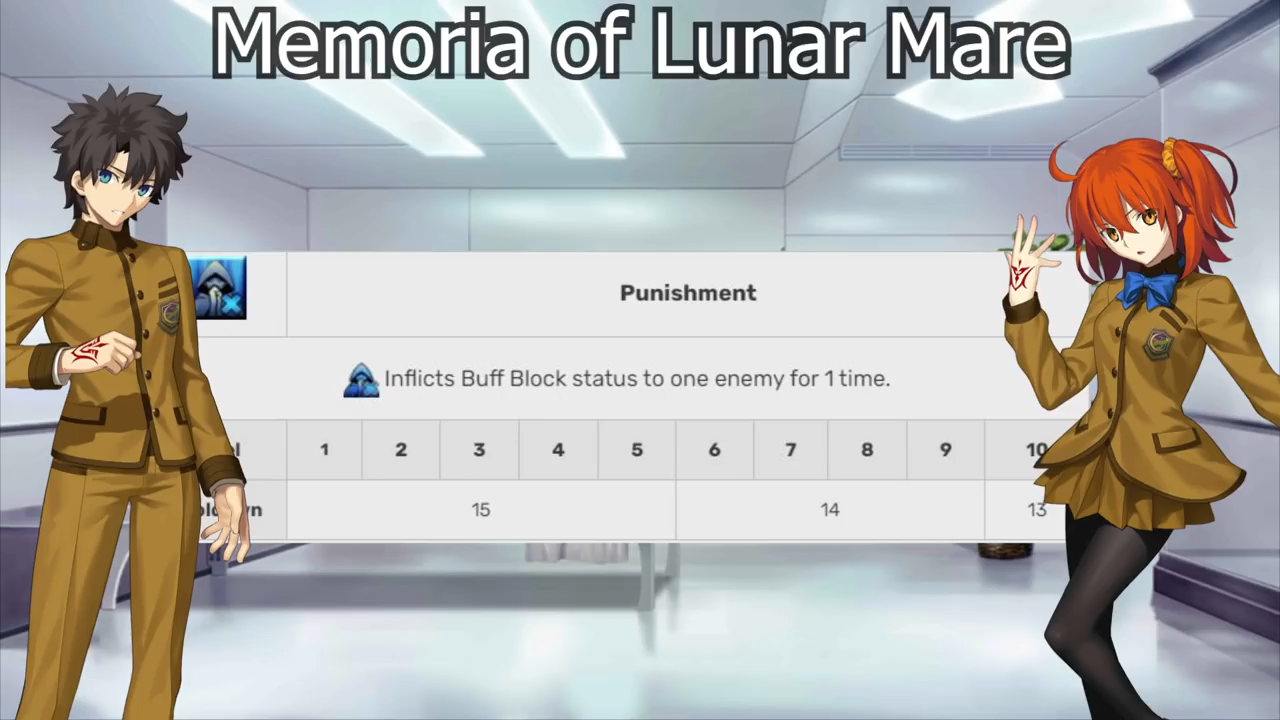 Memoria of Lunar Mare
Punishment
Inflicts Buff Block status to one enemy for 1 time.
1 2 3 4 5 6 7 8 9 10
15 14 13